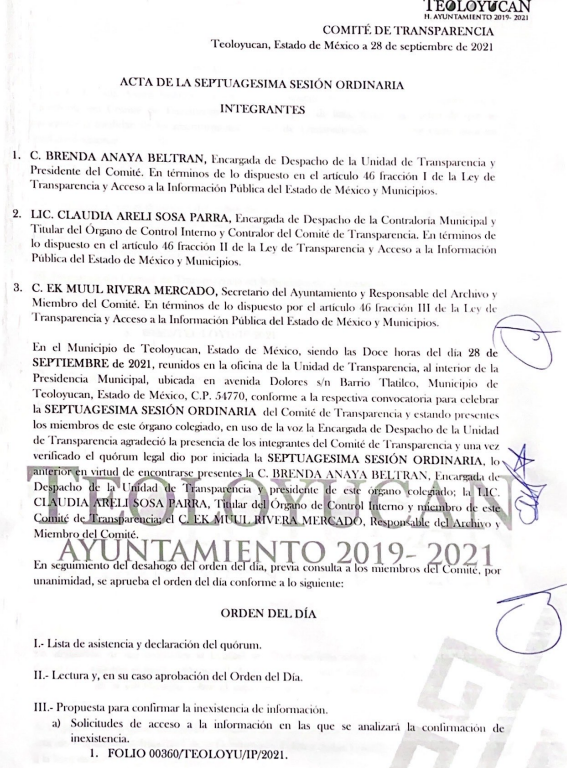 TEOLOYUCAN
H. AYUNTAMIENTO 2019- 2021
COMITÉ DE TRANSPARENCIA
Teoloyucan, Estado de México a 28 de septiembre de 2021
ACTA DE LA SEPTUAGESIMA SESIÓN ORDINARIA
INTEGRANTES
1. C. BRENDA ANAYA BELTRAN, Encargada de Despacho de la Unidad de Transparencia y
Presidente del Comité. En términos de lo dispuesto en el artículo 46 fracción I de la Ley de
Transparencia y Acceso a la Información Pública del Estado de México y Municipios.
2. LIC. CLAUDIA ARELI SOSA PARRA, Encargada de Despacho de la Contraloría Municipal y
Titular del Órgano de Control Interno y Contralor del Comité de Transparencia. En términos de
lo dispuesto en el artículo 46 fracción II de la Ley de Transparencia y Acceso a la Información
Pública del Estado de México y Municipios.
3. C. EK MUUL RIVERA MERCADO, Secretario del Ayuntamiento y Responsable del Archivo y
Miembro del Comité. En términos de lo dispuesto por el artículo 46 fracción III de la Ley de
Transparencia y Acceso a la Información Pública del Estado de México y Municipios.
En el Municipio de Teoloyucan, Estado de México, siendo las Doce horas del día 28 de
SEPTIEMBRE de 2021, reunidos en la oficina de la Unidad de Transparencia, al interior de la
Presidencia Municipal, ubicada en avenida Dolores s/n Barrio Tlatilco, Municipio de
Teoloyucan, Estado de México, C.P. 54770, conforme a la respectiva convocatoria para celebrar
la SEPTUAGESIMA SESIÓN ORDINARIA del Comité de Transparencia y estando presentes
los miembros de este órgano colegiado, en uso de la voz la Encargada de Despacho de la Unidad
de Transparencia agradeció la presencia de los integrantes del Comité de Transparencia y una vez
verificado el quórum legal dio por iniciada la SEPTUAGESIMA SESIÓN ORDINARIA, lo
anterior en virtud de encontrarse presentes la C. BRENDA ANAYA BELTRAN, Encargada de
Despacho de la Unidad de Transparencia y presidente de este órgano colegiado; la LIC.
CLAUDIA ARELI SOSA PARRA, Titular del Órgano de Control Interno y miembro de este
Comité de Transparencia; el C. EK MUUL RIVERA MERCADO, Responsable del Archivo y
Miembro del Comité.
TEOLOYUCAN
AYUNTAMIENTO 2019- 2021
En seguimiento del desahogo del orden del día, previa consulta a los miembros del Comité, por
unanimidad, se aprueba el orden del día conforme a lo siguiente:
ORDEN DEL DÍA
I.- Lista de asistencia y declaración del quórum.
II.- Lectura y, en su caso aprobación del Orden del Día.
III.- Propuesta para confirmar la inexistencia de información.
a) Solicitudes de acceso a la información en las que se analizará la confirmación de
inexistencia.
1. FOLIO 00360/TEOLOYU/IP/2021.